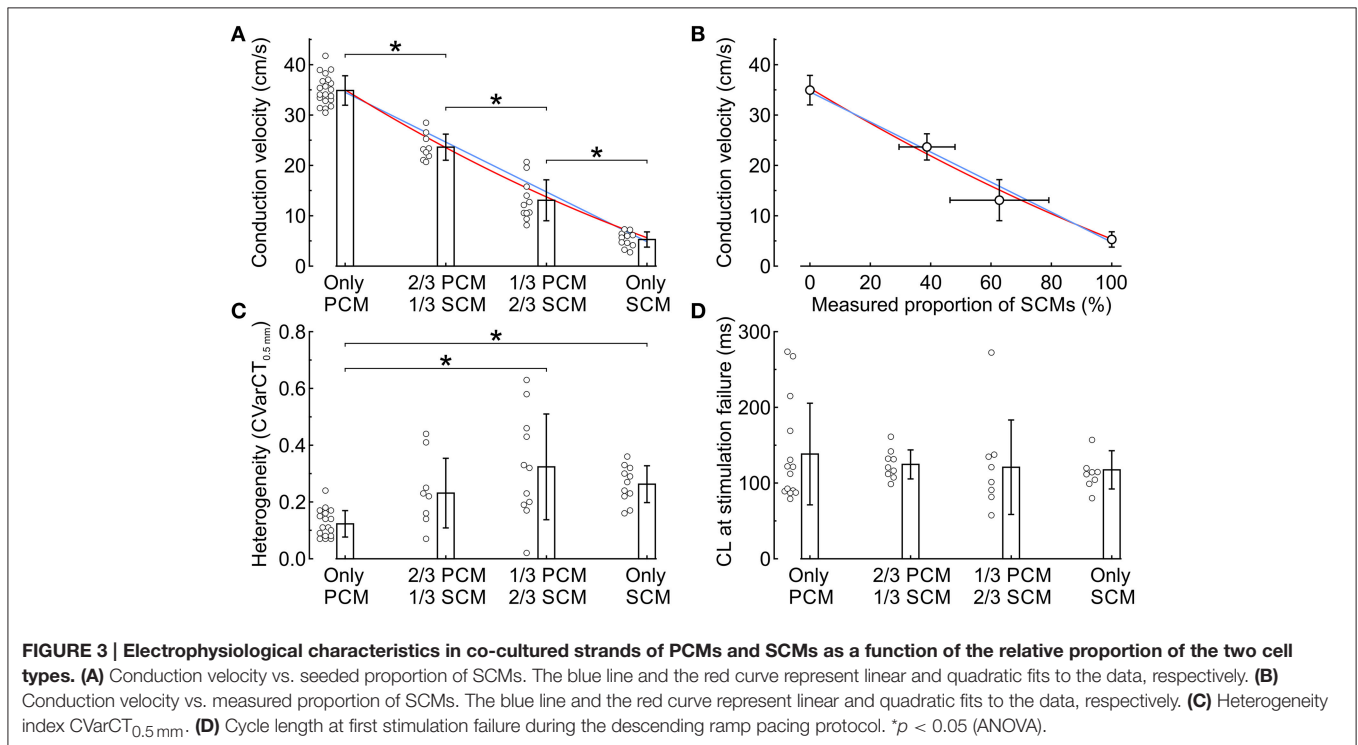 A
Conduction velocity (cm/s)
40
30
20
10
0
*
*
*
Only PCM
2/3 PCM 1/3 SCM
1/3 PCM 2/3 SCM
Only SCM
B
Conduction velocity (cm/s)
40
30
20
10
0
0 20 40 60 80 100
Measured proportion of SCMs (%)
C
Heterogeneity (CVarCT0.5 mm)
0.8
0.6
0.4
0.2
0.0
*
*
Only PCM
2/3 PCM 1/3 SCM
1/3 PCM 2/3 SCM
Only SCM
D
CL at stimulation failure (ms)
300
200
150
100
0
Only PCM
2/3 PCM 1/3 SCM
1/3 PCM 2/3 SCM
Only SCM
FIGURE 3 | Electrophysiological characteristics in co-cultured strands of PCMs and SCMs as a function of the relative proportion of the two cell
types. (A) Conduction velocity vs. seeded proportion of SCMs. The blue line and the red curve represent linear and quadratic fits to the data, respectively. (B)
Conduction velocity vs. measured proportion of SCMs. The blue line and the red curve represent linear and quadratic fits to the data, respectively. (C) Heterogeneity
index CVarCT0.5 mm. (D) Cycle length at first stimulation failure during the descending ramp pacing protocol. *p < 0.05 (ANOVA).